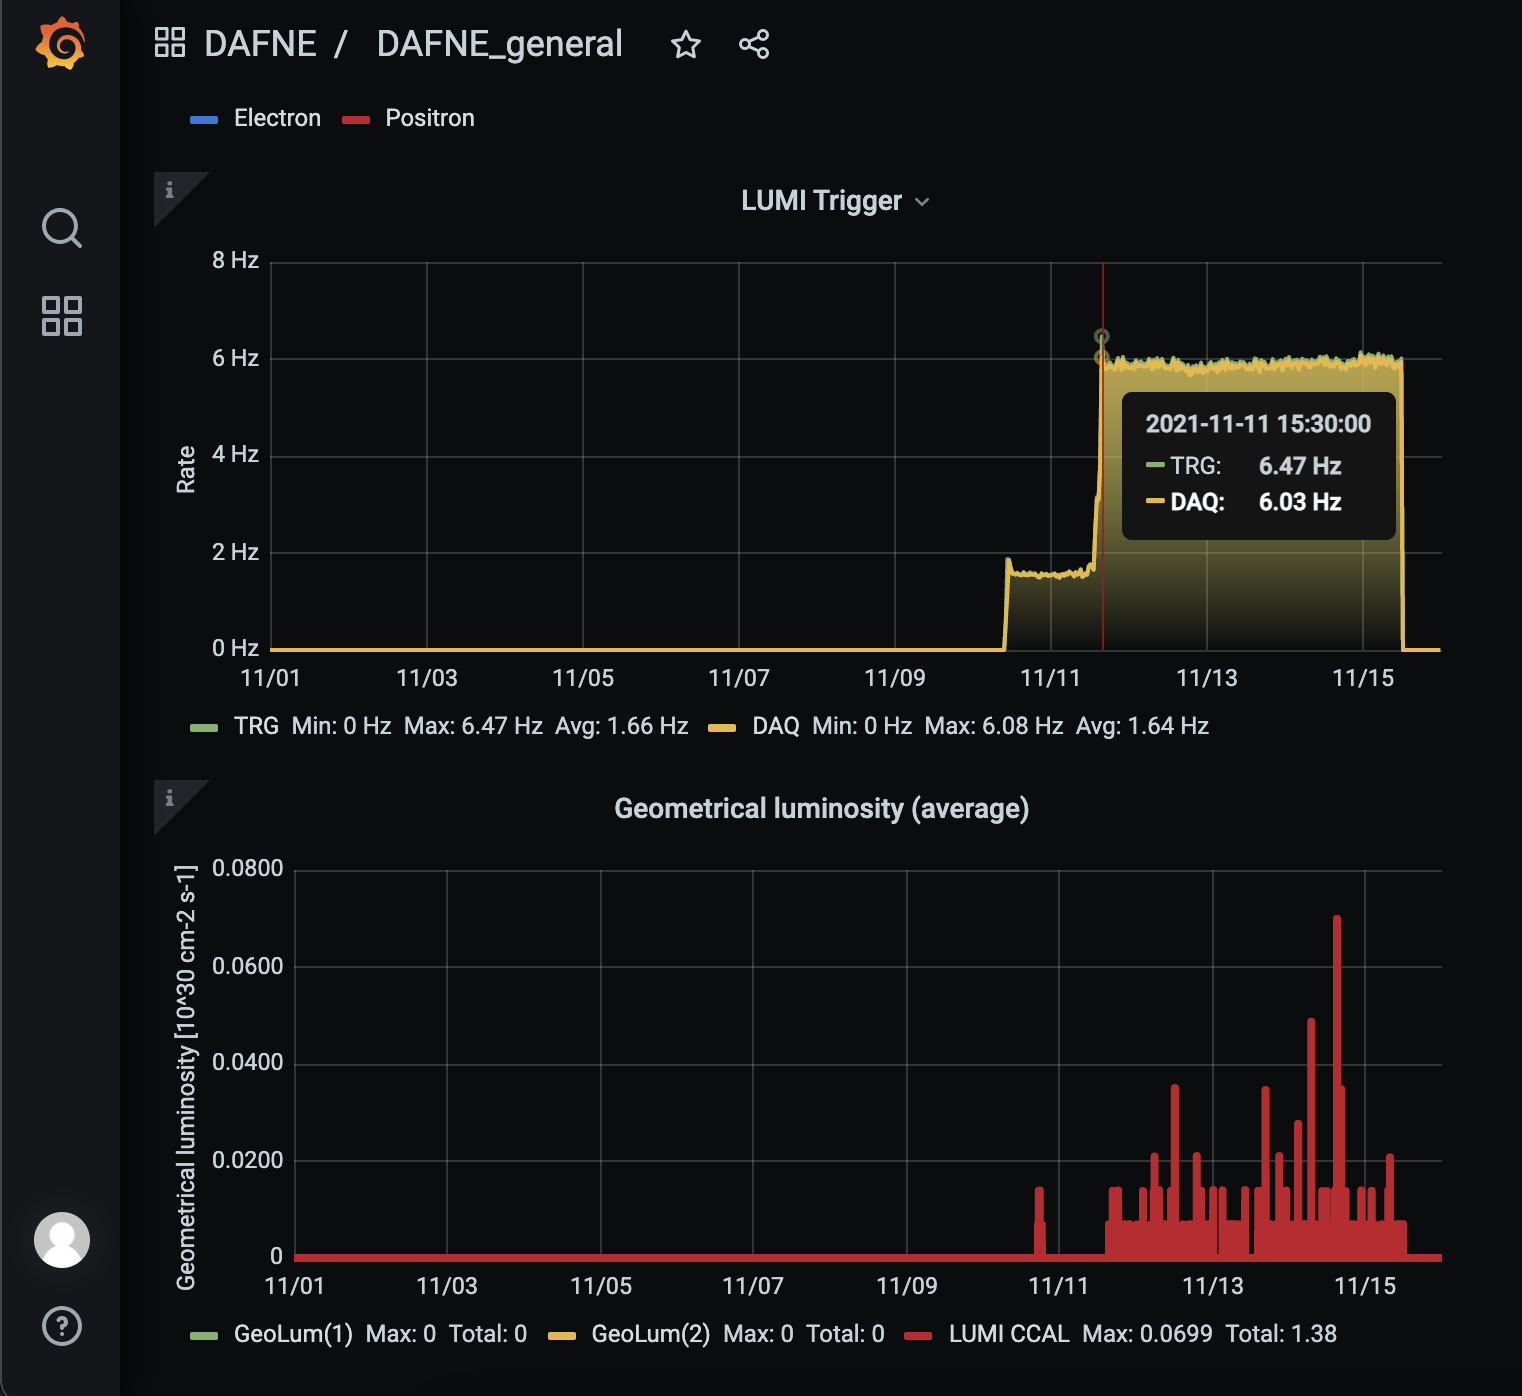 DAFNE / DAFNE_general
Electron Positron
i
LUMI Trigger
8 Hz
6 Hz
4 Hz
2 Hz
0 Hz
Rate
2021-11-11 15:30:00
TRG: 6.47 Hz
DAQ: 6.03 Hz
11/01 11/03 11/05 11/07 11/09 11/11 11/13 11/15
TRG Min: 0 Hz Max: 6.47 Hz Avg: 1.66 Hz DAQ Min: 0 Hz Max: 6.08 Hz Avg: 1.64 Hz
i
Geometrical luminosity (average)
0.0800
0.0600
0.0400
0.0200
0
Geometrical luminosity [10^30 cm-2 s-1]
11/01 11/03 11/05 11/07 11/09 11/11 11/13 11/15
GeoLum(1) Max: 0 Total: 0 GeoLum(2) Max: 0 Total: 0 LUMI CCAL Max: 0.0699 Total: 1.38
?